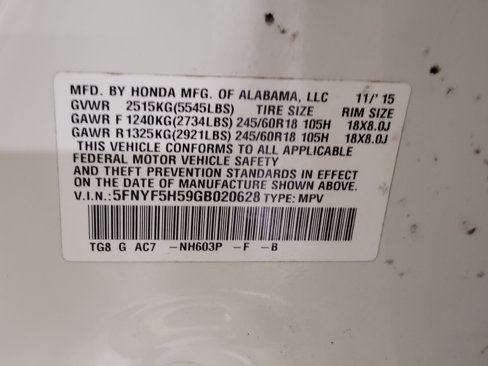 MFD. BY HONDA MFG. OF ALABAMA, LLC 11/'15
GVWR 2515KG(5545LBS) TIRE SIZE RIM SIZE
GAWR F 1240KG(2734LBS) 245/60R18 105H 18X8.0J
GAWR R1325KG(2921LBS) 245/60R18 105H 18X8.0J
THIS VEHICLE CONFORMS TO ALL APPLICABLE
FEDERAL MOTOR VEHICLE SAFETY
AND THEFT PREVENTION STANDARDS IN EFFECT
ON THE DATE OF MANUFACTURE SHOWN ABOVE.
V.I.N.:5FNYF5H59GB020628 TYPE: MPV
TG8 G AC7 -NH603P -F -B